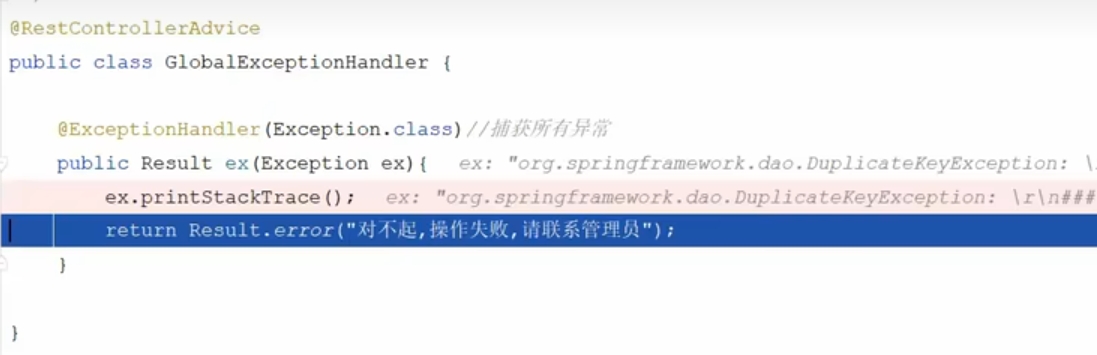 @RestControllerAdvice
public class GlobalExceptionHandler {
@ExceptionHandler(Exception.class)//捕获所有异常
public Result ex(Exception ex){ ex: "org.springframework.dao.DuplicateKeyException: \
ex.printStackTrace(); ex: "org.springframework.dao.DuplicateKeyException: \r\n###
return Result.error("对不起,操作失败,请联系管理员");
}
}